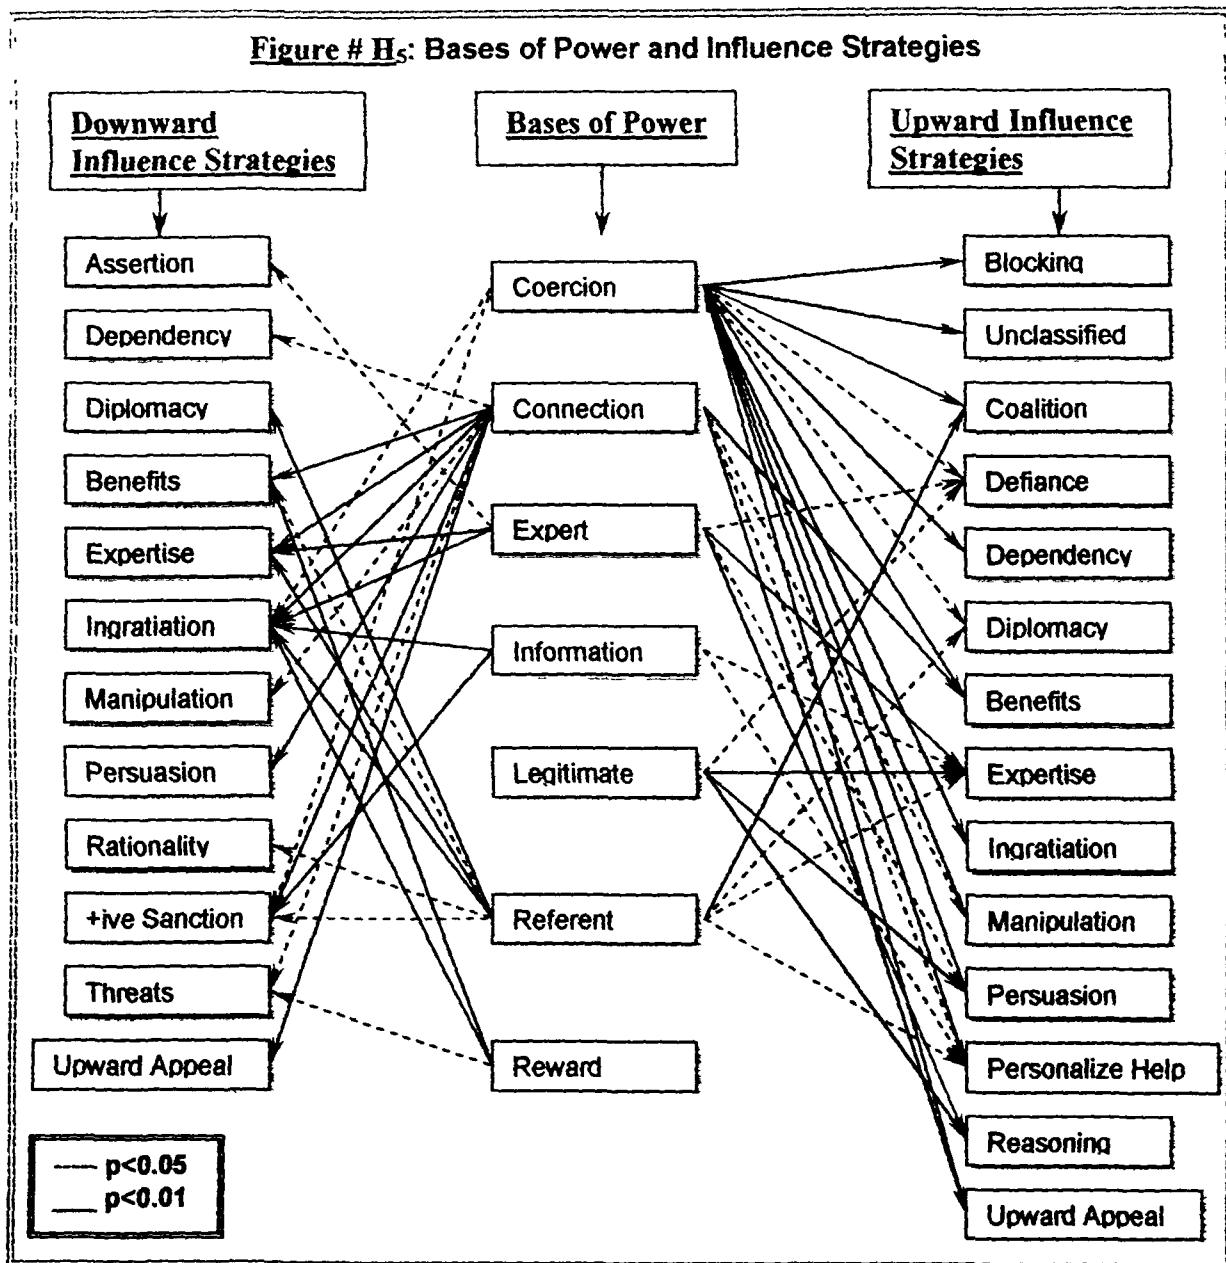 Figure # H5: Bases of Power and Influence Strategies
Downward
Influence Strategies
Bases of Power
Upward Influence
Strategies
Assertion
Dependency
Diplomacy
Benefits
Expertise
Ingratiation
Manipulation
Persuasion
Rationality
+ive Sanction
Threats
Upward Appeal
Coercion
Connection
Expert
Information
Legitimate
Referent
Reward
Blocking
Unclassified
Coalition
Defiance
Dependency
Diplomacy
Benefits
Expertise
Ingratiation
Manipulation
Persuasion
Personalize Help
Reasoning
Upward Appeal
---- p<0.05
___ p<0.01